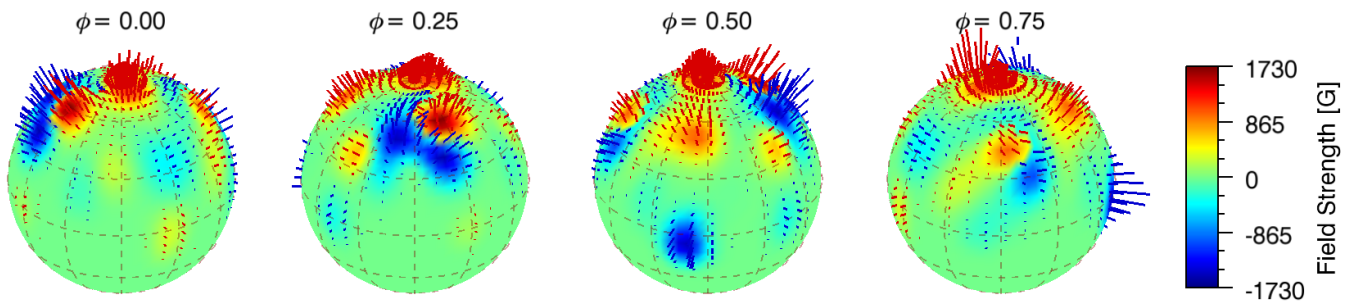 ϕ = 0.00
ϕ = 0.25
ϕ = 0.50
ϕ = 0.75
1730
865
0
-865
-1730
Field Strength [G]